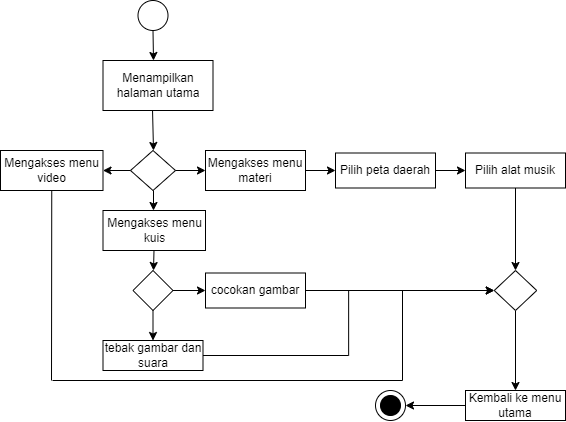 Menampilkan
halaman utama
Mengakses menu
video
Mengakses menu
materi
Pilih peta daerah
Pilih alat musik
Mengakses menu
kuis
cocokan gambar
tebak gambar dan
suara
Kembali ke menu
utama